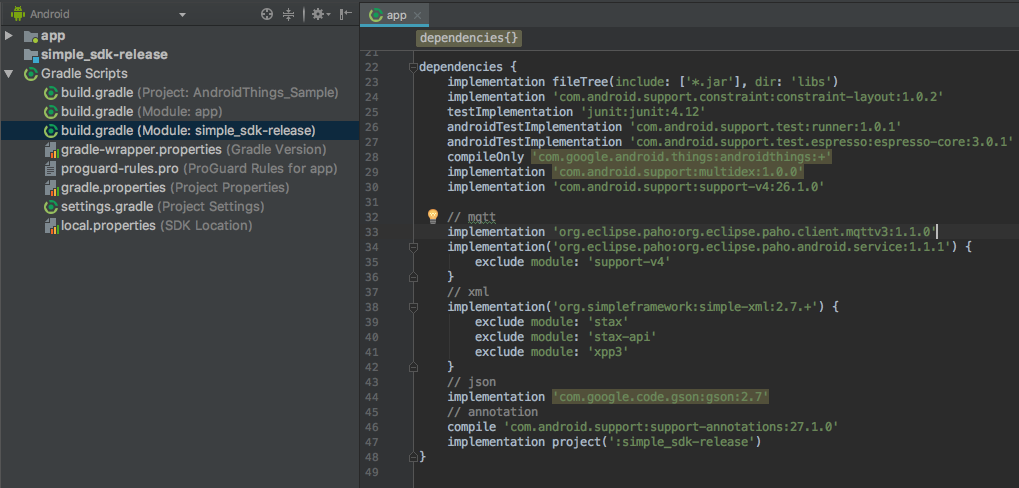 Android
app
simple_sdk-release
Gradle Scripts
build.gradle (Project: AndroidThings_Sample)
build.gradle (Module: app)
build.gradle (Module: simple_sdk-release)
gradle-wrapper.properties (Gradle Version)
proguard-rules.pro (ProGuard Rules for app)
gradle.properties (Project Properties)
settings.gradle (Project Settings)
local.properties (SDK Location)
app
dependencies{}
21
22 dependencies {
23 implementation fileTree(include: ['*.jar'], dir: 'libs')
24 implementation 'com.android.support.constraint:constraint-layout:1.0.2'
25 testImplementation 'junit:junit:4.12'
26 androidTestImplementation 'com.android.support.test:runner:1.0.1'
27 androidTestImplementation 'com.android.support.test.espresso:espresso-core:3.0.1'
28 compileOnly 'com.google.android.things:androidthings:+'
29 implementation 'com.android.support:multidex:1.0.0'
30 implementation 'com.android.support:support-v4:26.1.0'
31
32 // mqtt
33 implementation 'org.eclipse.paho:org.eclipse.paho.client.mqttv3:1.1.0'
34 implementation('org.eclipse.paho:org.eclipse.paho.android.service:1.1.1') {
35 exclude module: 'support-v4'
36 }
37 // xml
38 implementation('org.simpleframework:simple-xml:2.7.+') {
39 exclude module: 'stax'
40 exclude module: 'stax-api'
41 exclude module: 'xpp3'
42 }
43 // json
44 implementation 'com.google.code.gson:gson:2.7'
45 // annotation
46 compile 'com.android.support:support-annotations:27.1.0'
47 implementation project(':simple_sdk-release')
48 }
49